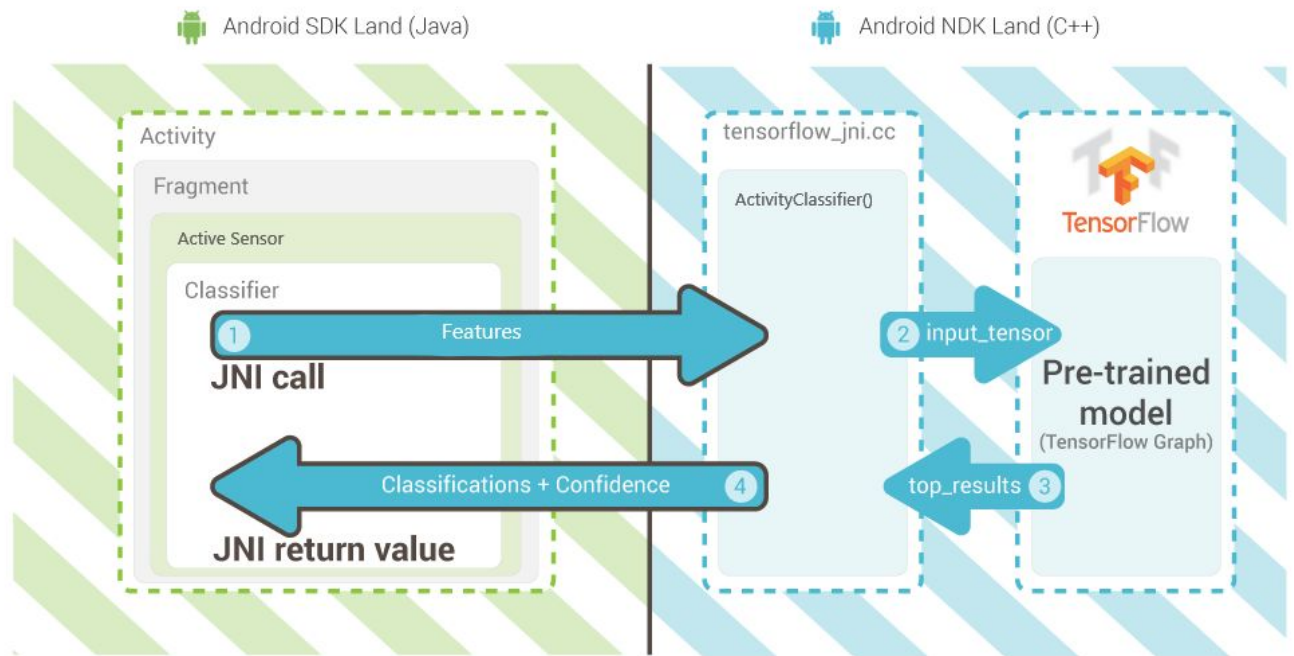 Android SDK Land (Java)
Android NDK Land (C++)
Activity
Fragment
Active Sensor
Classifier
1 Features
JNI call
Classifications + Confidence 4
JNI return value
tensorflow_jni.cc
ActivityClassifier()
2 input_tensor
top_results 3
TensorFlow
Pre-trained
model
(TensorFlow Graph)